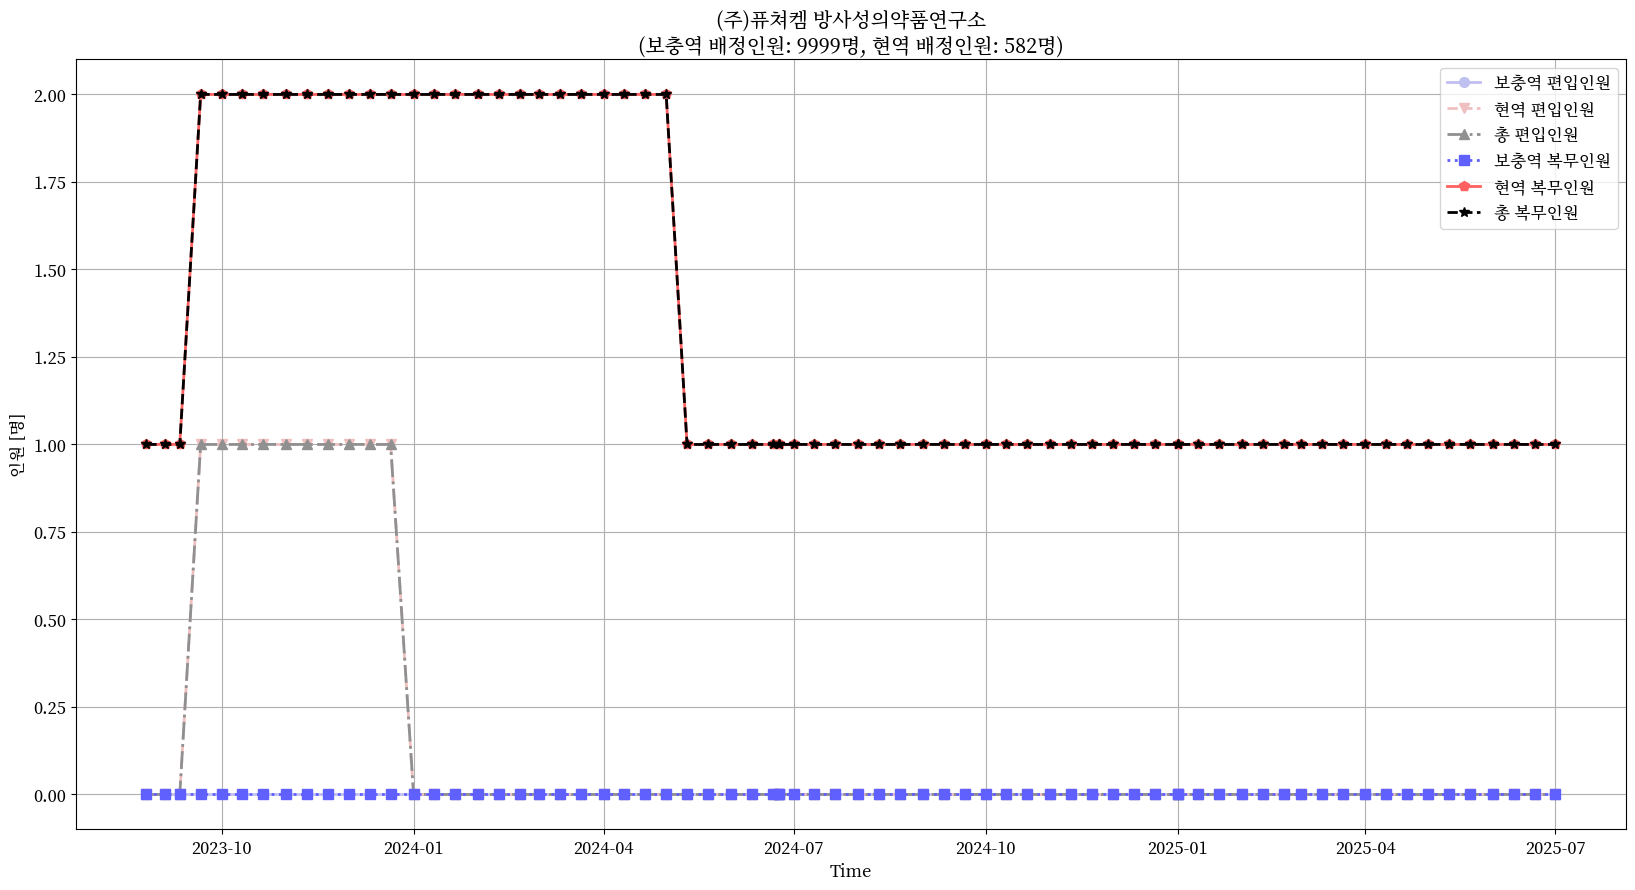 (주)퓨쳐켐 방사성의약품연구소
(보충역 배정인원: 9999명, 현역 배정인원: 582명)
보충역 편입인원
현역 편입인원
총 편입인원
보충역 복무인원
현역 복무인원
총 복무인원
인원 [명]
2.00
1.75
1.50
1.25
1.00
0.75
0.50
0.25
0.00
2023-10
2024-01
2024-04
2024-07
2024-10
2025-01
2025-04
2025-07
Time